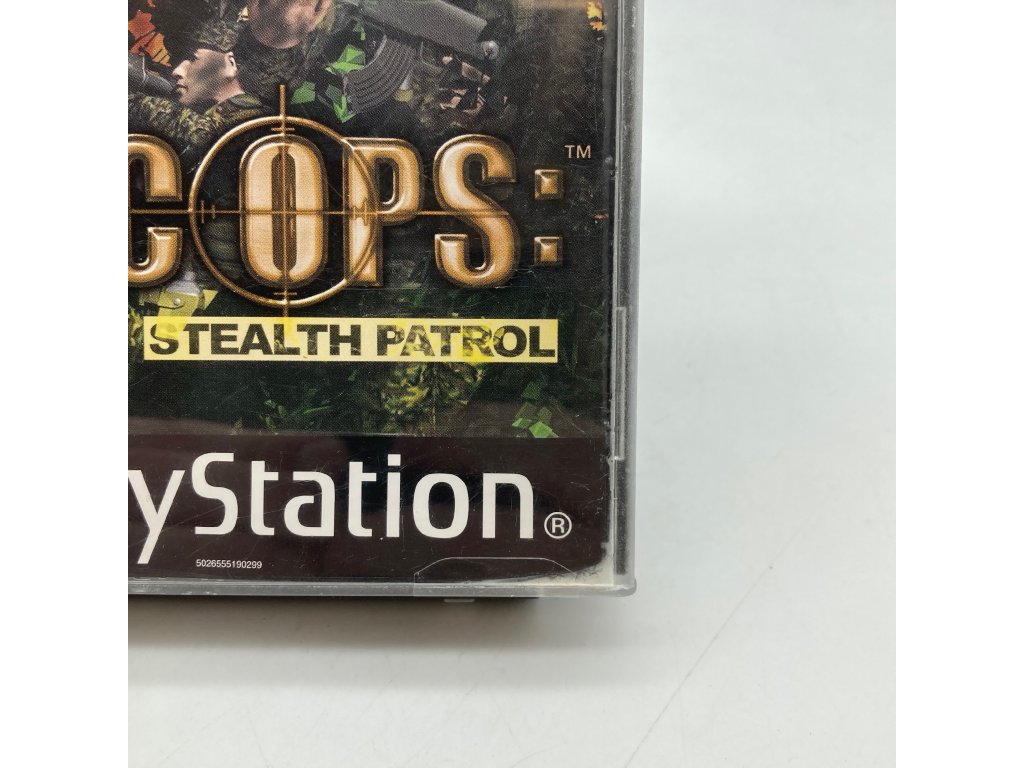 COPS:™
STEALTH PATROL
yStation®
5026555190299